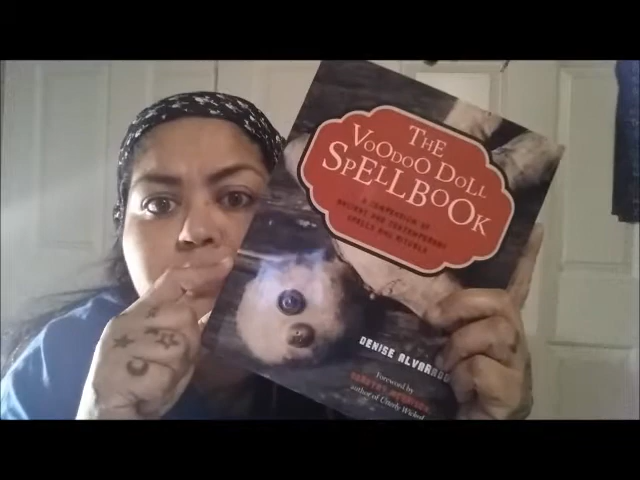 THE
VOODOO DOLL
SPELLBOOK
A COMPENDIUM OF
ANCIENT AND CONTEMPORARY
SPELLS AND RITUALS
DENISE ALVARADO
Foreword by
author of Utterly Wicked